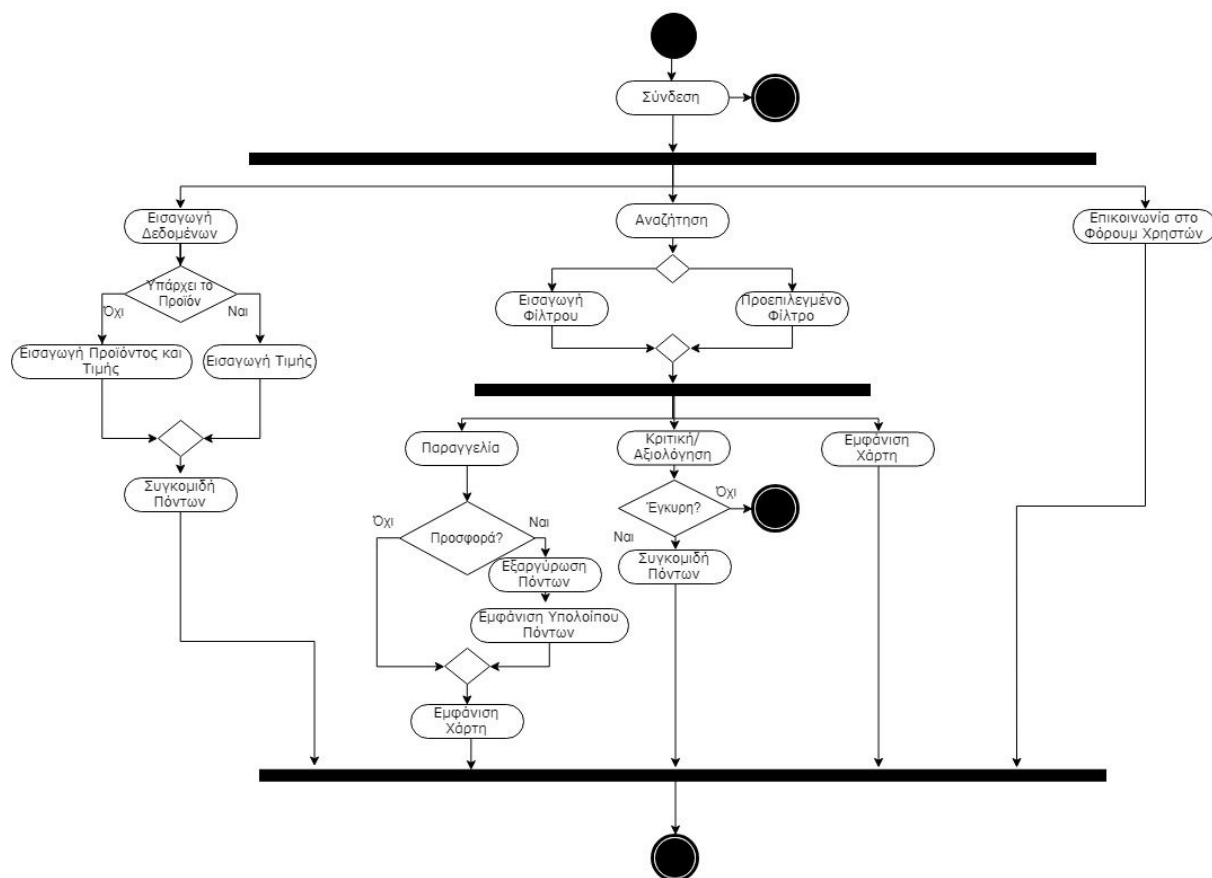 Σύνδεση
Εισαγωγή
Δεδομένων
Αναζήτηση
Επικοινωνία στο
Φόρουμ Χρηστών
Υπάρχει το
Προϊόν
Όχι
Ναι
Εισαγωγή
Φίλτρου
Προεπιλεγμένο
Φίλτρο
Εισαγωγή Προϊόντος και
Τιμής
Εισαγωγή Τιμής
Παραγγελία
Κριτική/
Αξιολόγηση
Εμφάνιση
Χάρτη
Συγκομιδή
Πόντων
Έγκυρη?
Όχι
Ναι
Προσφορά?
Όχι
Ναι
Εξαργύρωση
Πόντων
Συγκομιδή
Πόντων
Εμφάνιση Υπολοίπου
Πόντων
Εμφάνιση
Χάρτη